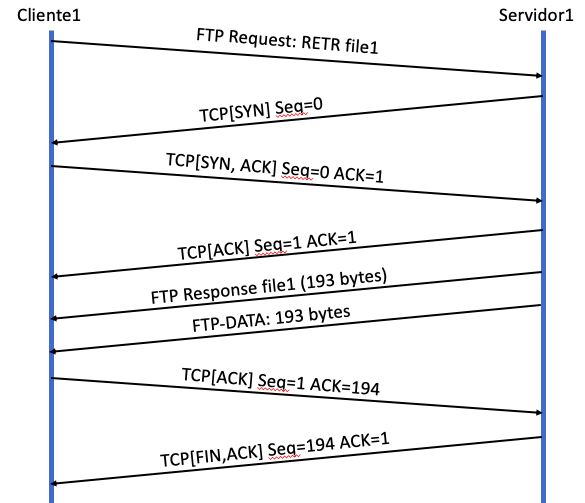 Cliente1
Servidor1
FTP Request: RETR file1
TCP[SYN] Seq=0
TCP[SYN, ACK] Seq=0 ACK=1
TCP[ACK] Seq=1 ACK=1
FTP Response file1 (193 bytes)
FTP-DATA: 193 bytes
TCP[ACK] Seq=1 ACK=194
TCP[FIN,ACK] Seq=194 ACK=1